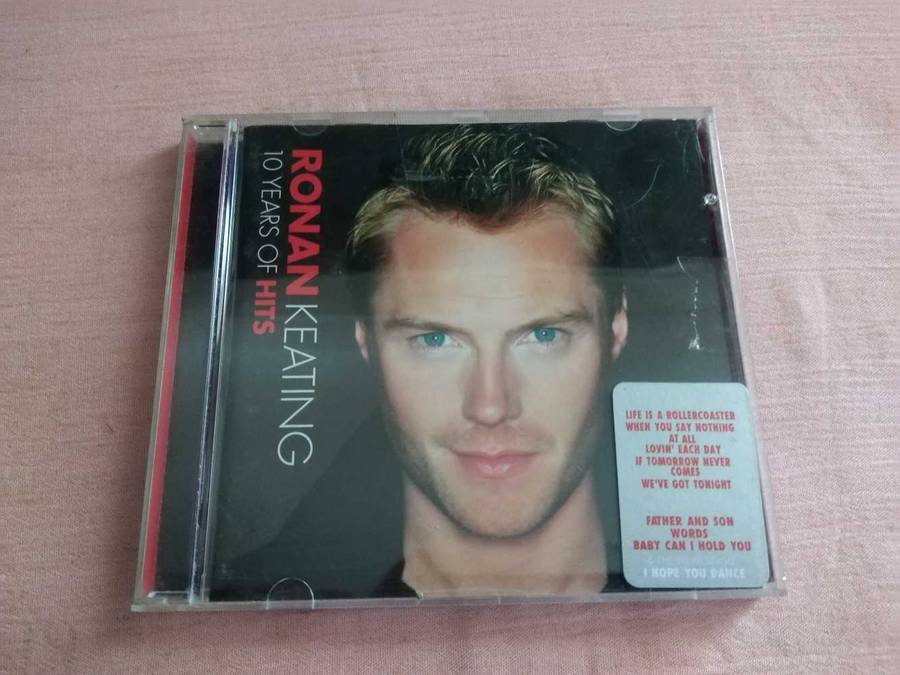 RONAN KEATING
10 YEARS OF HITS
LIFE IS A ROLLERCOASTER
WHEN YOU SAY NOTHING
AT ALL
LOVIN' EACH DAY
IF TOMORROW NEVER
COMES
WE'VE GOT TONIGHT
FATHER AND SON
WORDS
BABY CAN I HOLD YOU
I HOPE YOU DANCE